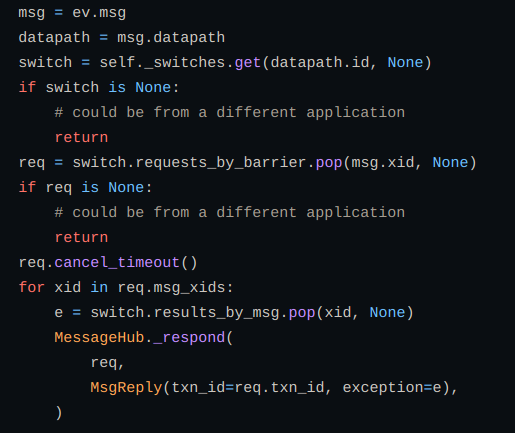 msg = ev.msg
datapath = msg.datapath
switch = self._switches.get(datapath.id, None)
if switch is None:
    # could be from a different application
    return
req = switch.requests_by_barrier.pop(msg.xid, None)
if req is None:
    # could be from a different application
    return
req.cancel_timeout()
for xid in req.msg_xids:
    e = switch.results_by_msg.pop(xid, None)
    MessageHub._respond(
        req,
        MsgReply(txn_id=req.txn_id, exception=e),
    )